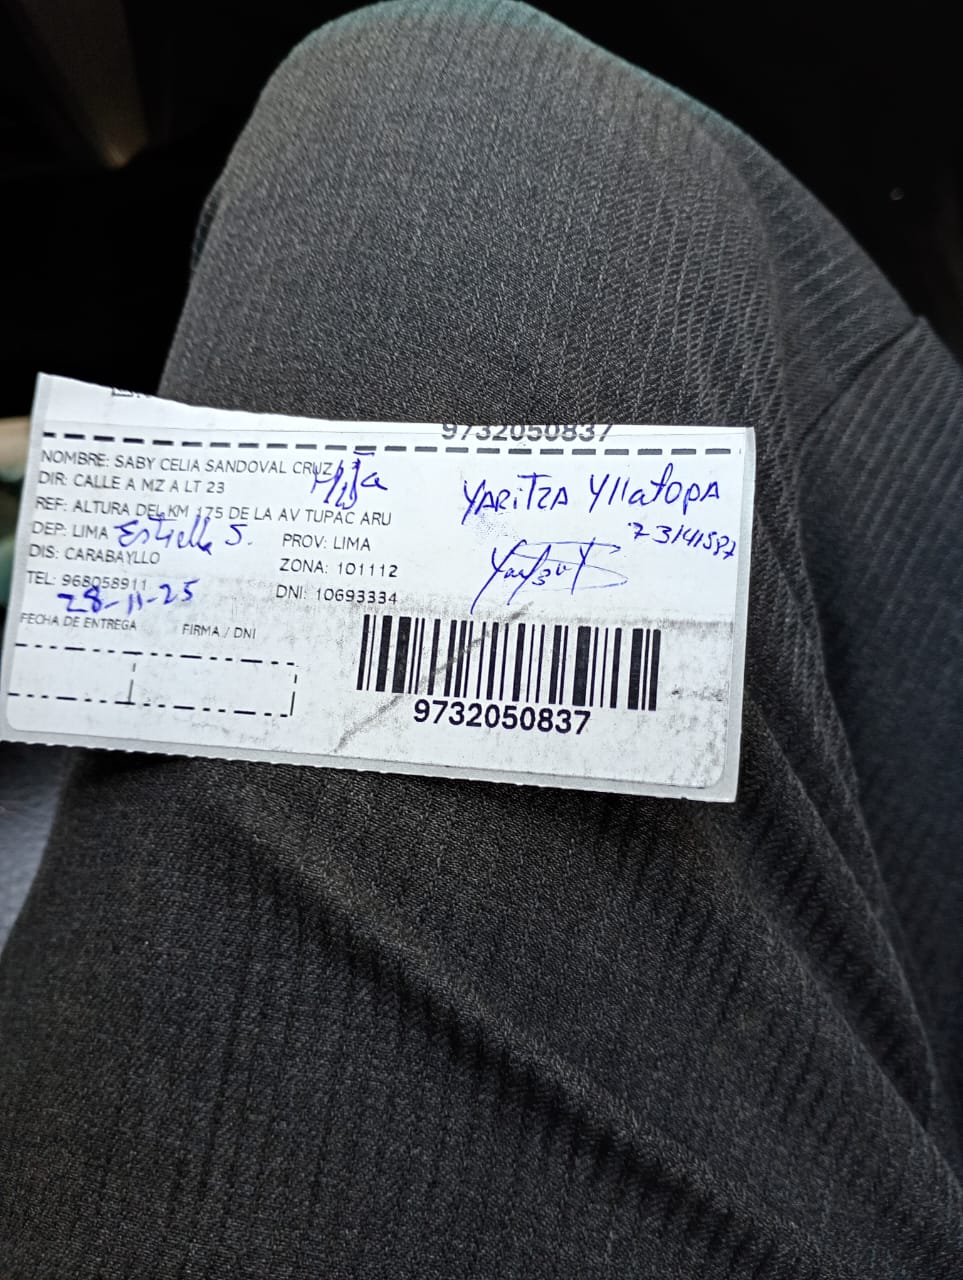 9732050837
NOMBRE: SABY CELIA SANDOVAL CRUZ
DIR: CALLE A MZ A LT 23
REF: ALTURA DEL KM 175 DE LA AV TUPAC ARU
DEP: LIMA
Estrella S.
PROV: LIMA
DIS: CARABAYLLO
ZONA: 101112
TEL: 968058911
DNI: 10693334
28-11-25
FECHA DE ENTREGA
FIRMA / DNI
YARITZA YllaTOPA
9732050837